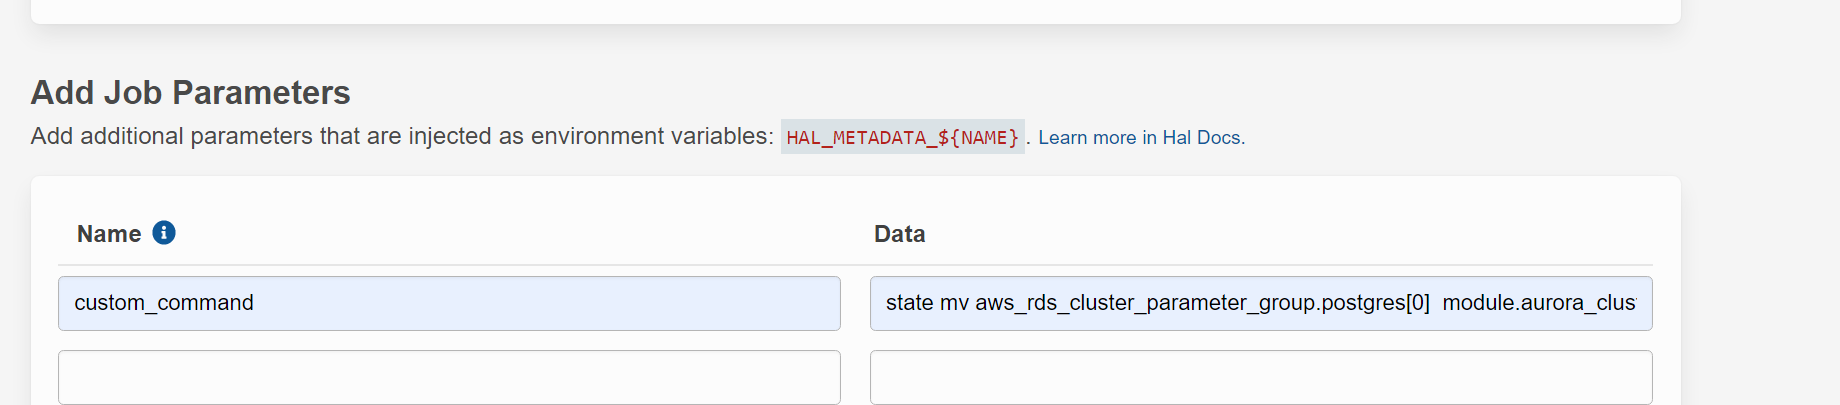 Add Job Parameters
Add additional parameters that are injected as environment variables: HAL_METADATA_${NAME}. Learn more in Hal Docs.
Name Data
custom_command state mv aws_rds_cluster_parameter_group.postgres[0]  module.aurora_clus